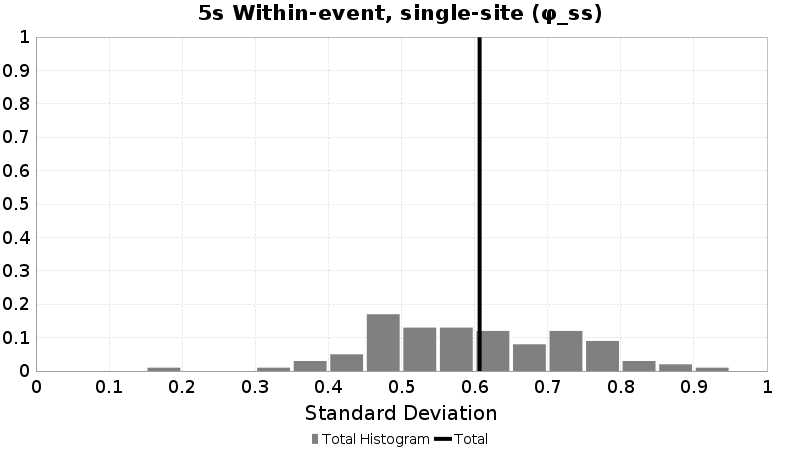 5s Within-event, single-site (φ_ss)
1
0.9
0.8
0.7
0.6
0.5
0.4
0.3
0.2
0.1
0
0 0.1 0.2 0.3 0.4 0.5 0.6 0.7 0.8 0.9 1
Standard Deviation
Total Histogram Total